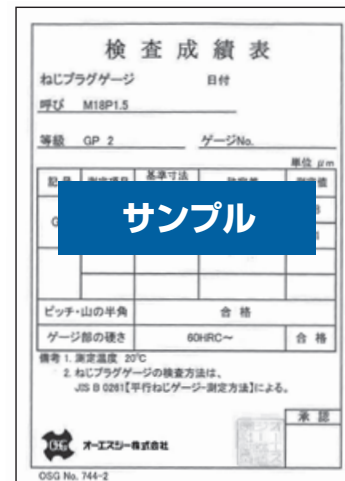 検査成績表
ねじプラグゲージ 日付
呼び M18P1.5
等級 GP 2 ゲージNo.
単位 μm
基準寸法
サンプル
ピッチ・山の半角 合格
ゲージ部の硬さ 60HRC～ 合格
備考 1. 測定温度 20℃
2. ねじプラグゲージの検査方法は、
JIS B 0261【平行ねじゲージ-測定方法】による。
承認
OSG オーエスジー株式会社
OSG No. 744-2